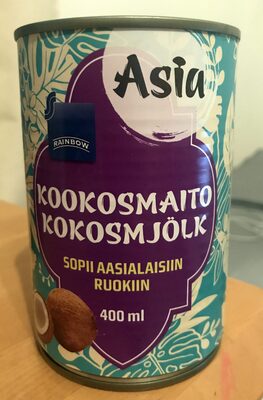 Asia
RAINBOW
KOOKOSMAITO
KOKOSMJÖLK
SOPII AASIALAISIIN
RUOKIIN
400 ml